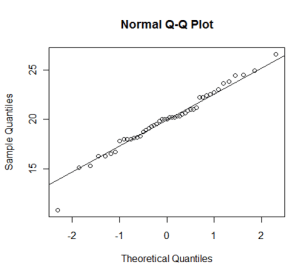 Normal Q-Q Plot
25
20
15
Sample Quantiles
-2 -1 0 1 2
Theoretical Quantiles